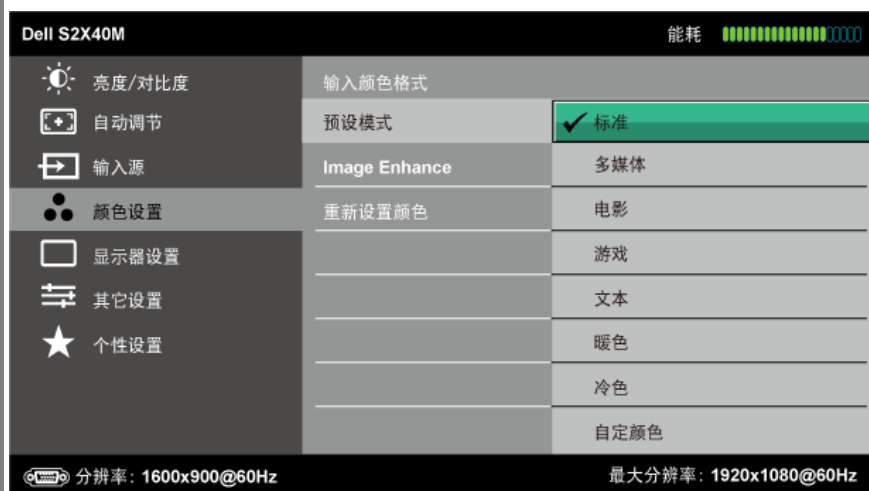 Dell S2X40M
能耗
亮度/对比度
自动调节
输入源
颜色设置
显示器设置
其它设置
个性设置
输入颜色格式
预设模式
Image Enhance
重新设置颜色
标准
多媒体
电影
游戏
文本
暖色
冷色
自定颜色
分辨率: 1600x900@60Hz
最大分辨率: 1920x1080@60Hz